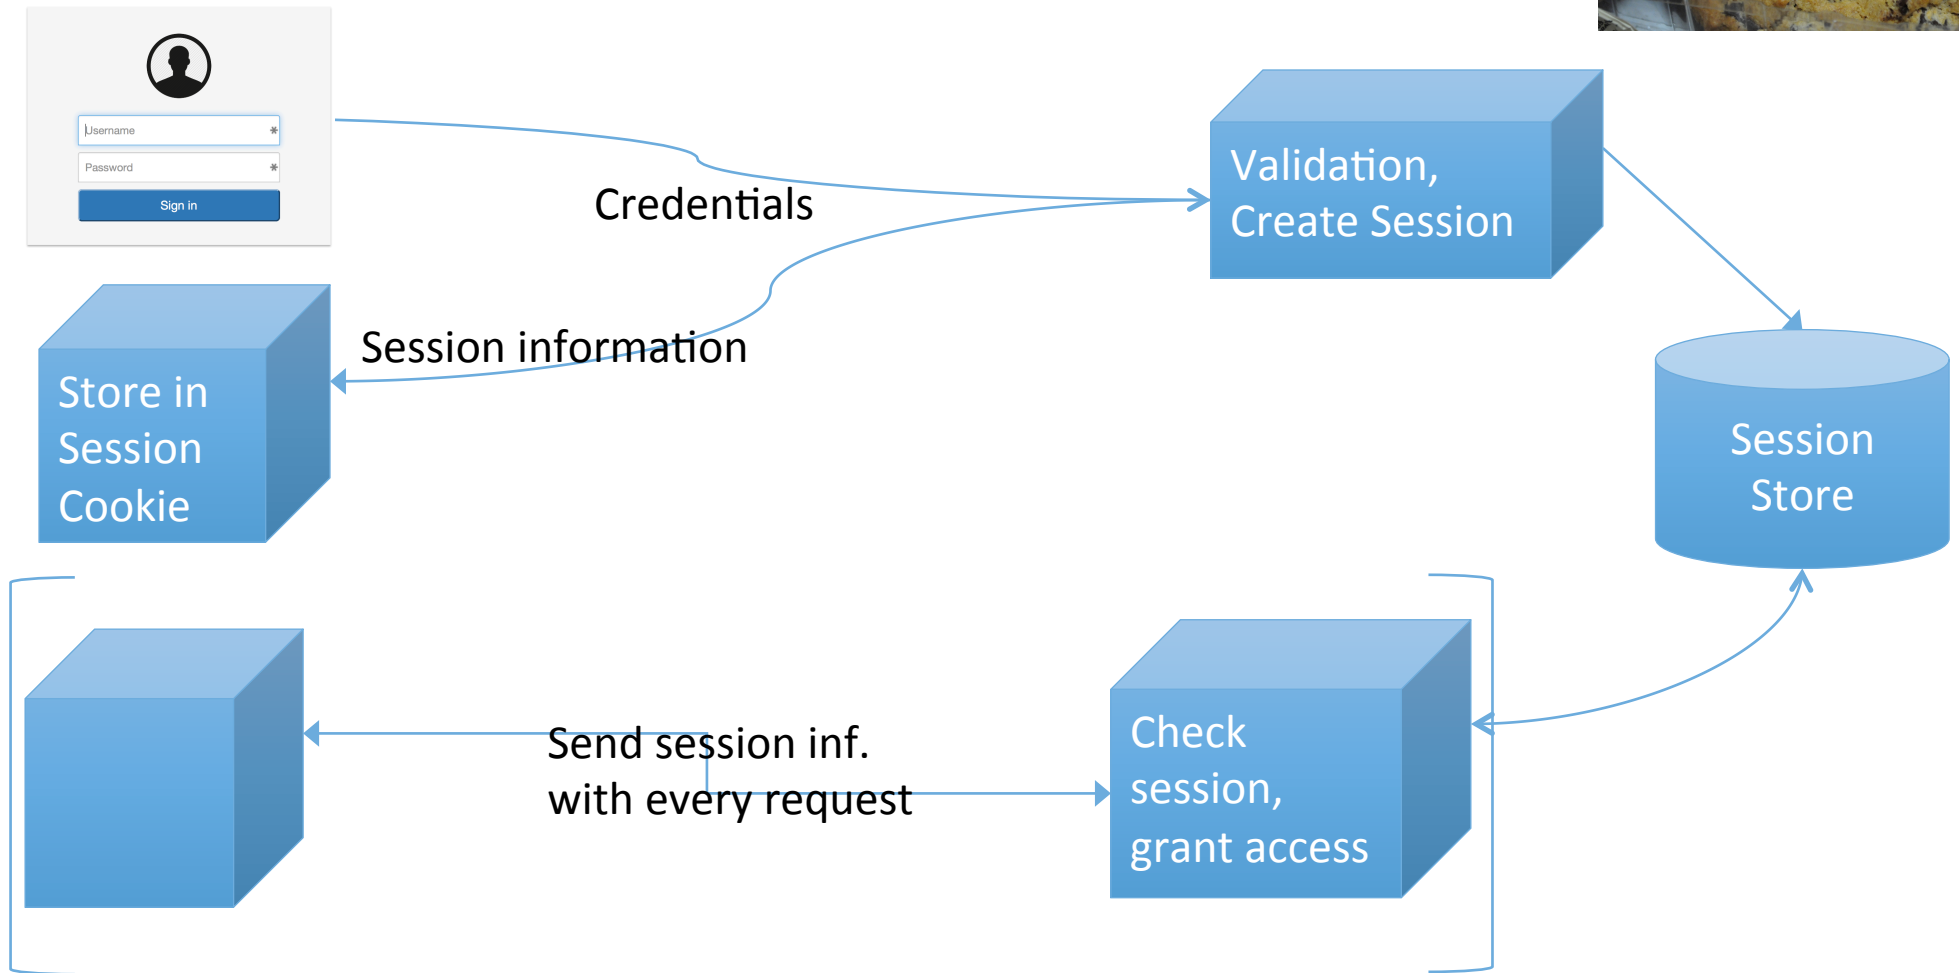 Username
Password
Sign in
Credentials
Validation,
Create Session
Session information
Store in
Session
Cookie
Session
Store
Send session inf.
with every request
Check
session,
grant access